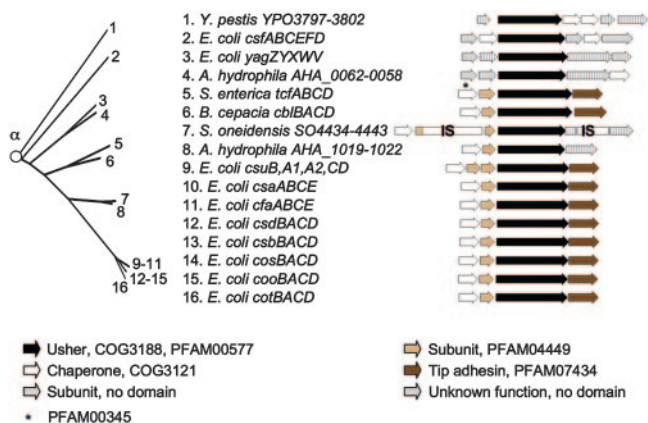 α
1
2
3
4
5
6
7
8
9-11
12-15
16
1. Y. pestis YPO3797-3802
2. E. coli csfABCEFD
3. E. coli yagZYXWV
4. A. hydrophila AHA_0062-0058
5. S. enterica tcfABCD
*
6. B. cepacia cblBACD
7. S. oneidensis SO4434-4443
IS IS
8. A. hydrophila AHA_1019-1022
9. E. coli csuB,A1,A2,CD
10. E. coli csaABCE
11. E. coli cfaABCE
12. E. coli csdBACD
13. E. coli csbBACD
14. E. coli cosBACD
15. E. coli cooBACD
16. E. coli cotBACD
Usher, COG3188, PFAM00577
Chaperone, COG3121
Subunit, no domain
* PFAM00345
Subunit, PFAM04449
Tip adhesin, PFAM07434
Unknown function, no domain